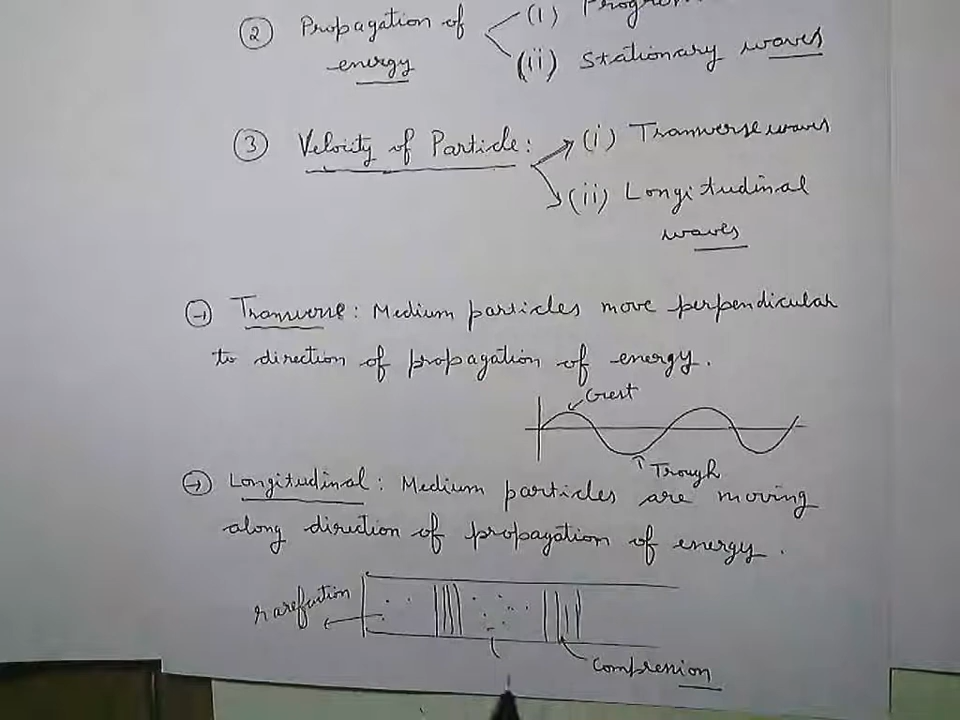 ② Propagation of (i)
energy (ii) Stationary waves
③ Velocity of Particle: (i) Tranverse waves
(ii) Longitudinal
waves
→ Tranverse: Medium particles move perpendicular
to direction of propagation of energy.
Crest
Trough
→ Longitudinal: Medium particles are moving
along direction of propagation of energy.
rarefaction
Compression